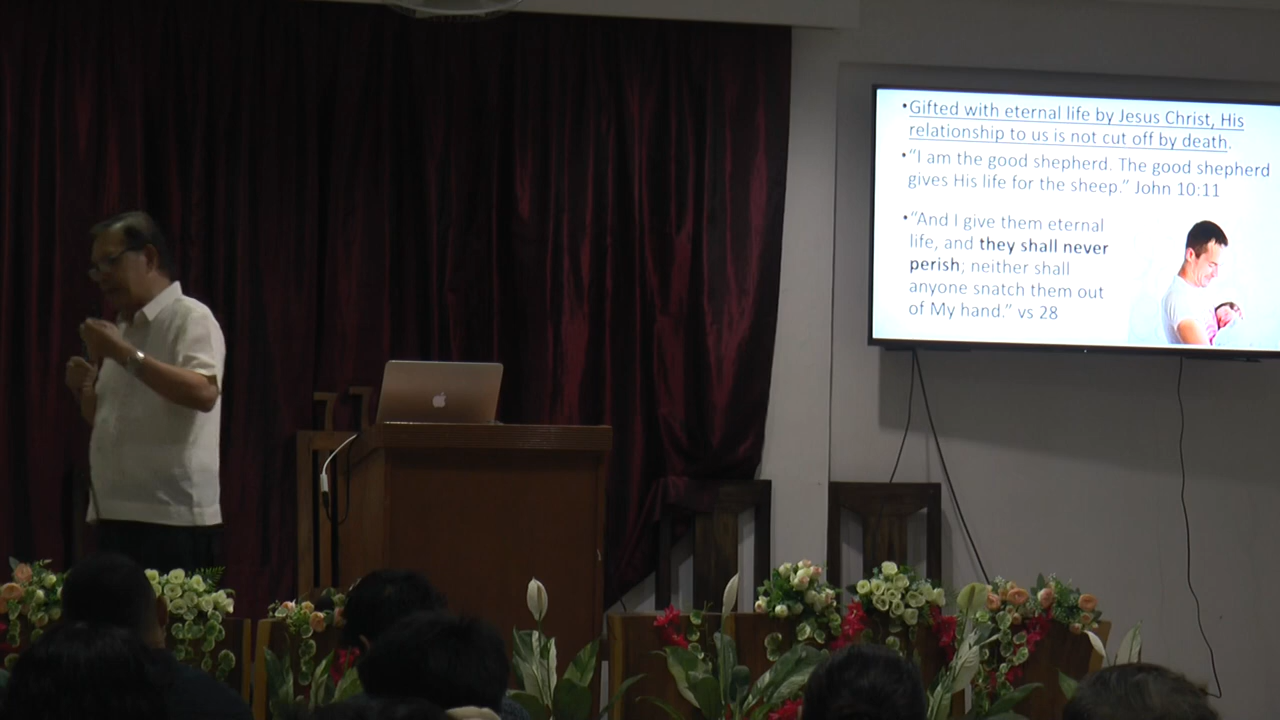 •Gifted with eternal life by Jesus Christ, His
relationship to us is not cut off by death.
•“I am the good shepherd. The good shepherd
gives His life for the sheep.” John 10:11
•“And I give them eternal
life, and they shall never
perish; neither shall
anyone snatch them out
of My hand.” vs 28